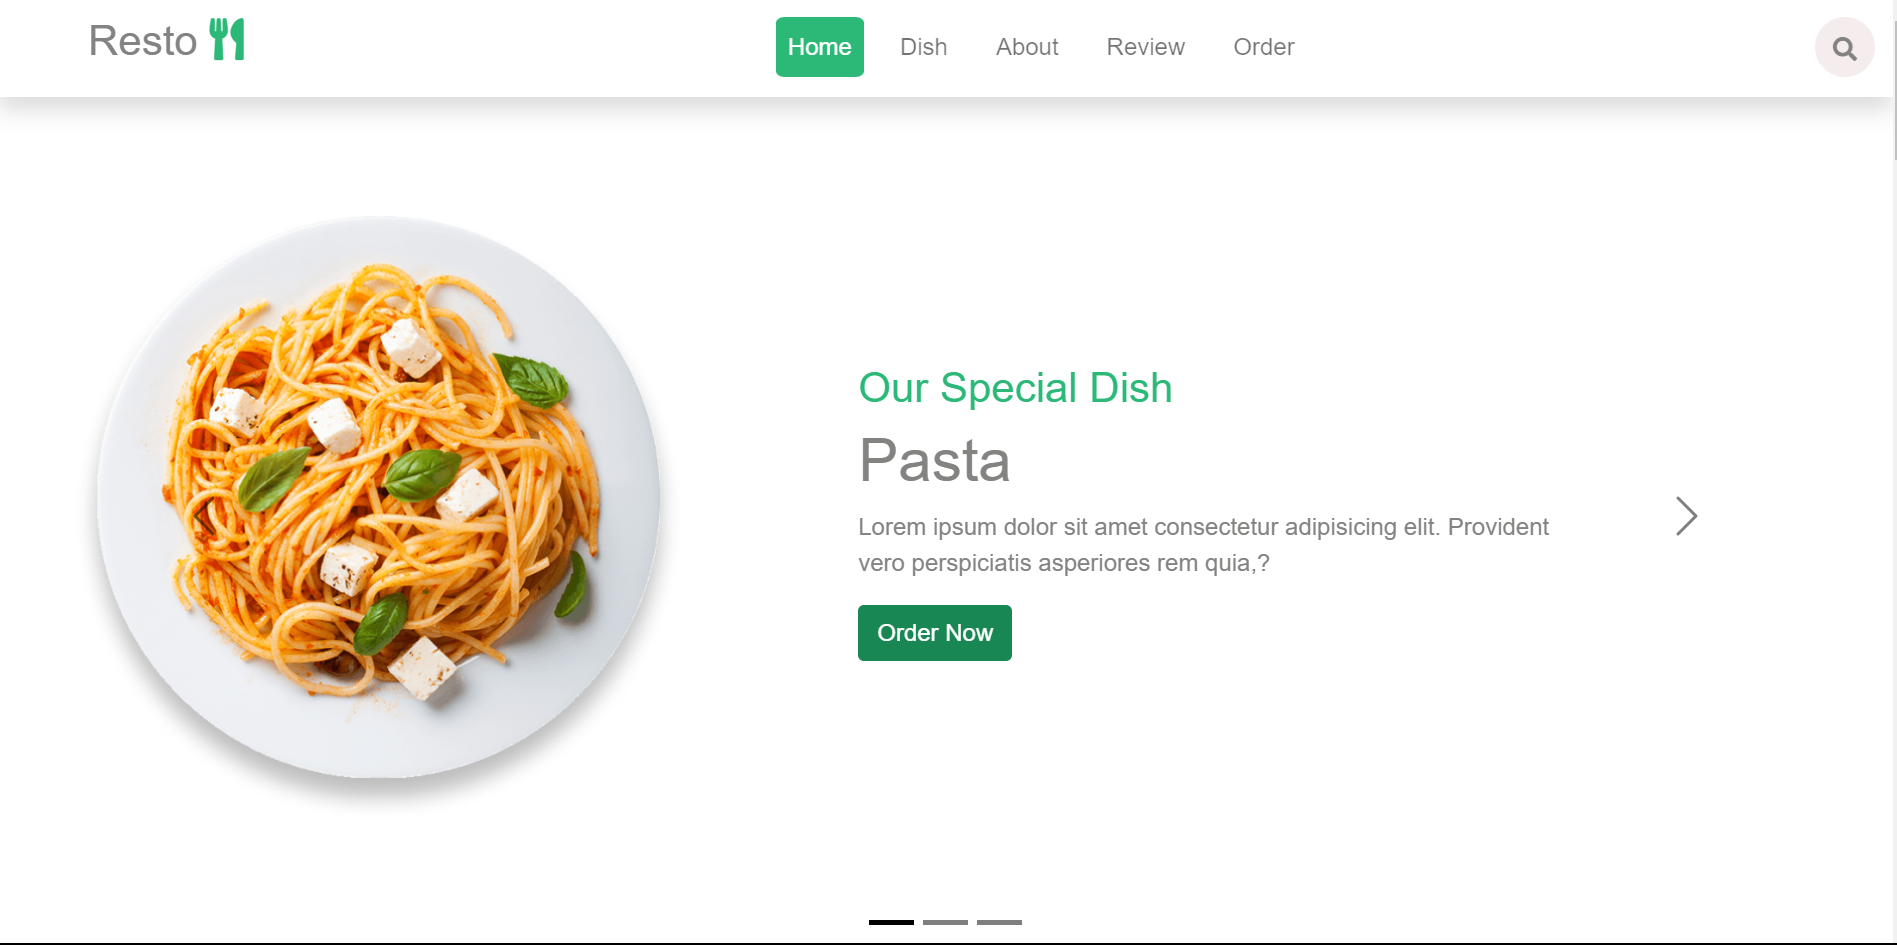 Resto
Home Dish About Review Order
Our Special Dish
Pasta
Lorem ipsum dolor sit amet consectetur adipisicing elit. Provident
vero perspiciatis asperiores rem quia,?
Order Now